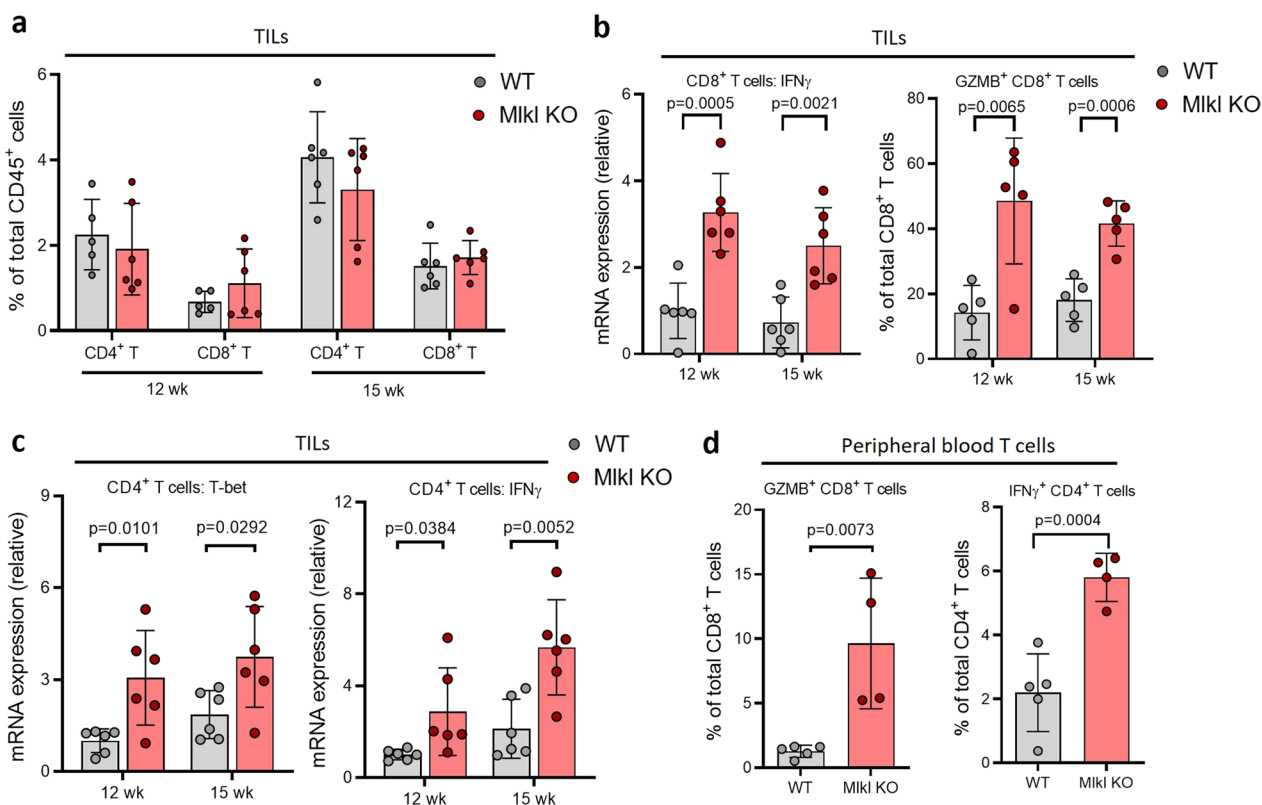 a
TILs
WT
Mlkl KO
% of total CD45+ cells
6
4
2
0
CD4+ T
CD8+ T
CD4+ T
CD8+ T
12 wk
15 wk
b
TILs
WT
Mlkl KO
CD8+ T cells: IFNγ
p=0.0005
p=0.0021
mRNA expression (relative)
6
4
2
0
12 wk
15 wk
GZMB+ CD8+ T cells
p=0.0065
p=0.0006
% of total CD8+ T cells
80
60
40
20
0
12 wk
15 wk
c
TILs
WT
Mlkl KO
CD4+ T cells: T-bet
p=0.0101
p=0.0292
mRNA expression (relative)
9
6
3
0
12 wk
15 wk
CD4+ T cells: IFNγ
p=0.0384
p=0.0052
mRNA expression (relative)
12
8
4
0
12 wk
15 wk
d
Peripheral blood T cells
GZMB+ CD8+ T cells
p=0.0073
% of total CD8+ T cells
20
15
10
5
0
WT
Mlkl KO
IFNγ+ CD4+ T cells
p=0.0004
% of total CD4+ T cells
8
6
4
2
0
WT
Mlkl KO